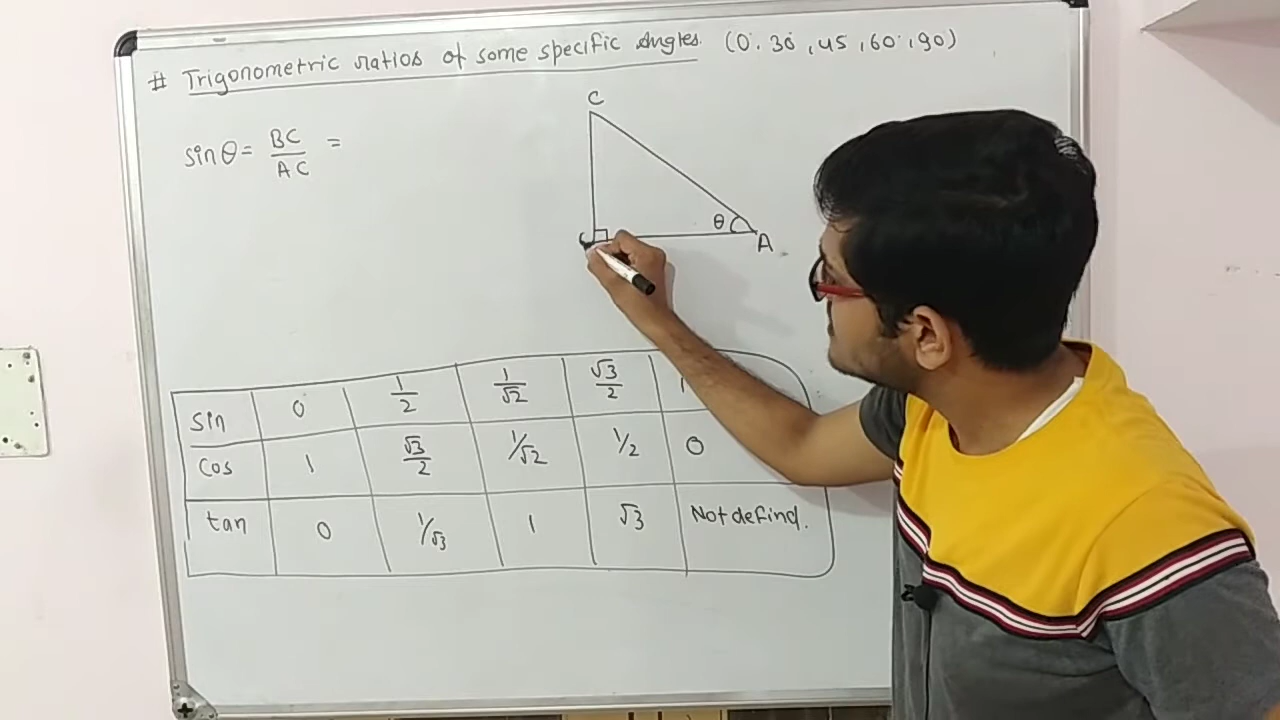 # Trigonometric ratios of some specific Angles. (0°. 30°, 45, 60°, 90)
C
sinθ = BC/AC =
θ
A
sin 0 1/2 1/√2 √3/2 1
cos 1 √3/2 1/√2 1/2 0
tan 0 1/√3 1 √3 Not defind.